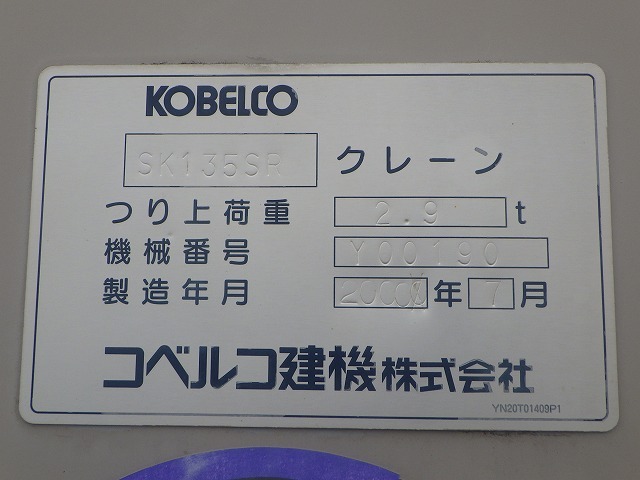 KOBELCO
SK135SR クレーン
つり上荷重 2.9 t
機械番号 Y00190
製造年月 年 7 月
コベルコ建機株式会社
YN20T01409P1